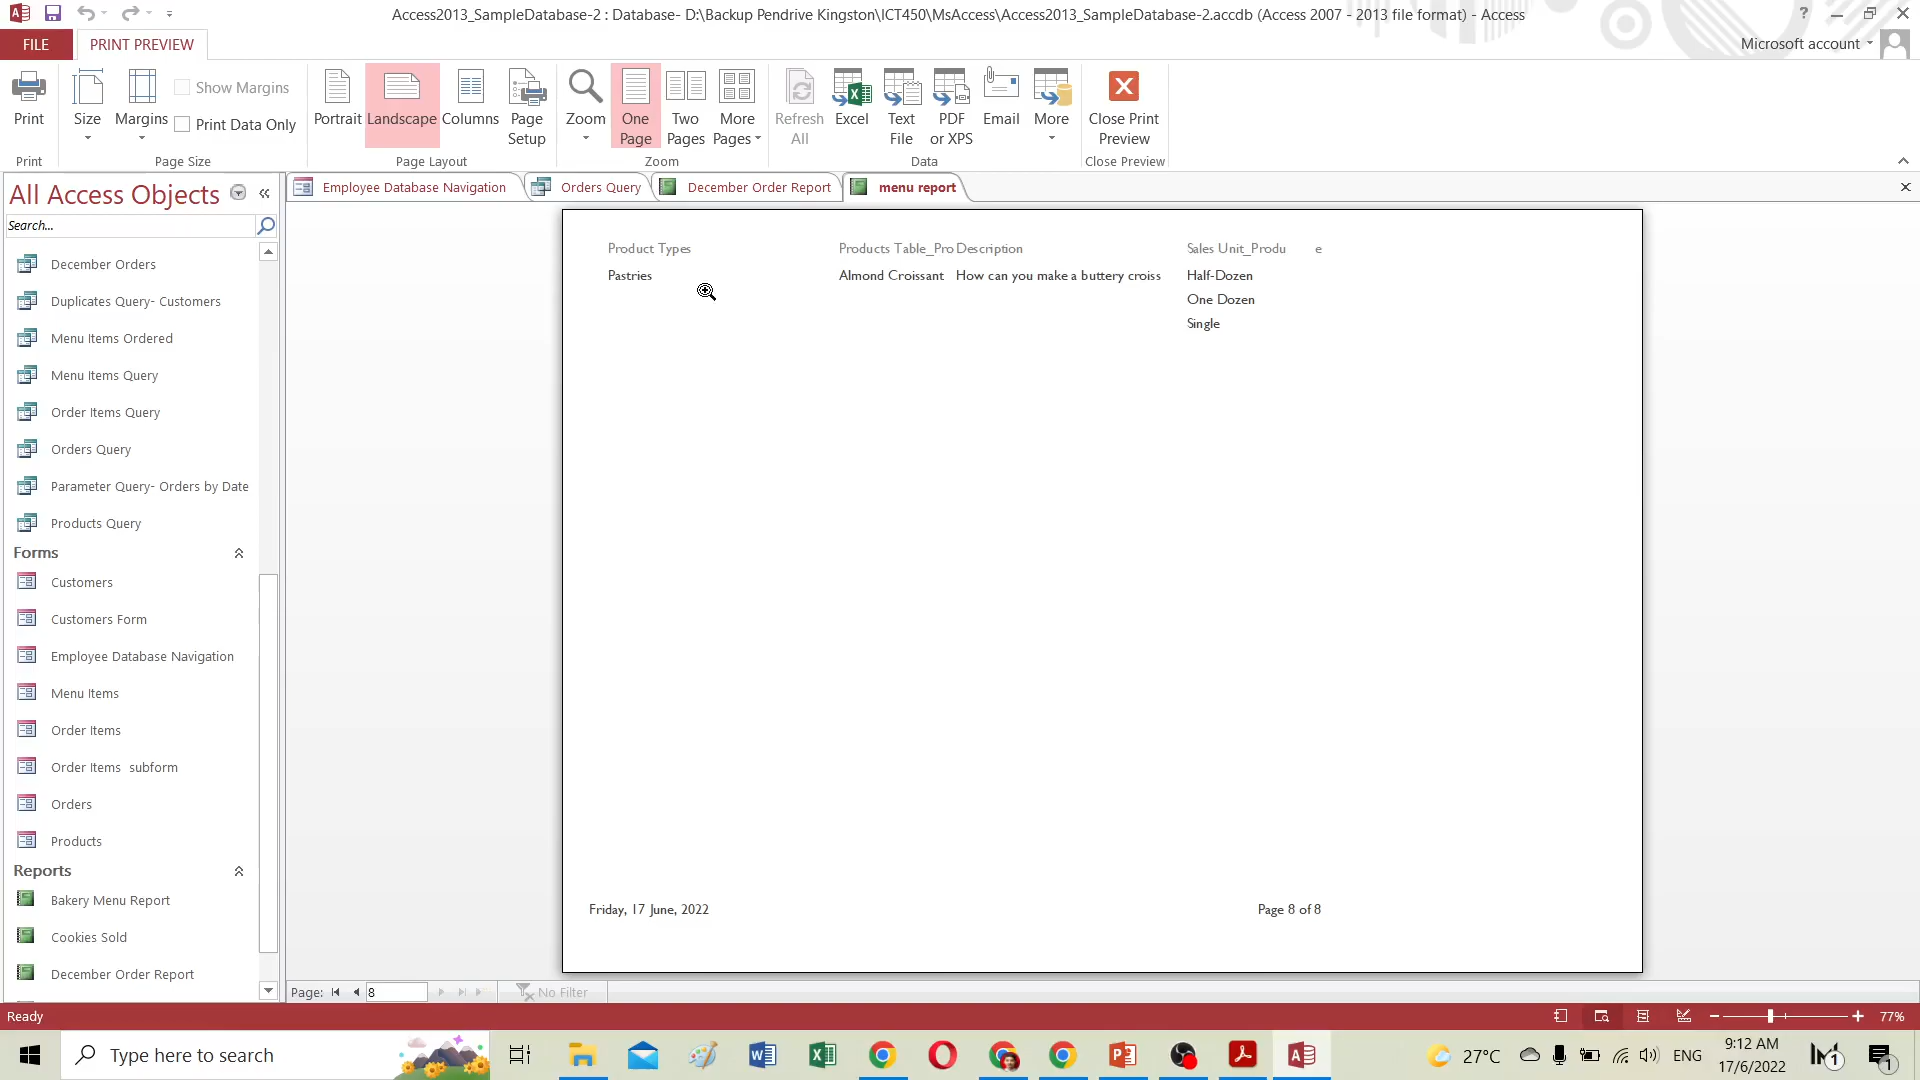 Access2013_SampleDatabase-2 : Database- D:\Backup Pendrive Kingston\ICT450\MsAccess\Access2013_SampleDatabase-2.accdb (Access 2007 - 2013 file format) - Access
?
FILE
PRINT PREVIEW
Microsoft account
Print
Size
Margins
Show Margins
Print Data Only
Portrait
Landscape
Columns
Page Setup
Zoom
One Page
Two Pages
More Pages
Refresh All
Excel
Text File
PDF or XPS
Email
More
Close Print Preview
Print
Page Size
Page Layout
Zoom
Data
Close Preview
All Access Objects
Search...
Employee Database Navigation
Orders Query
December Order Report
menu report
December Orders
Duplicates Query- Customers
Menu Items Ordered
Menu Items Query
Order Items Query
Orders Query
Parameter Query- Orders by Date
Products Query
Forms
Customers
Customers Form
Employee Database Navigation
Menu Items
Order Items
Order Items subform
Orders
Products
Reports
Bakery Menu Report
Cookies Sold
December Order Report
Product Types
Products Table_Pro Description
Sales Unit_Produ
e
Pastries
Almond Croissant
How can you make a buttery croiss
Half-Dozen
One Dozen
Single
Friday, 17 June, 2022
Page 8 of 8
Page:
8
No Filter
Ready
77%
Type here to search
27°C
ENG
9:12 AM
17/6/2022
1
1